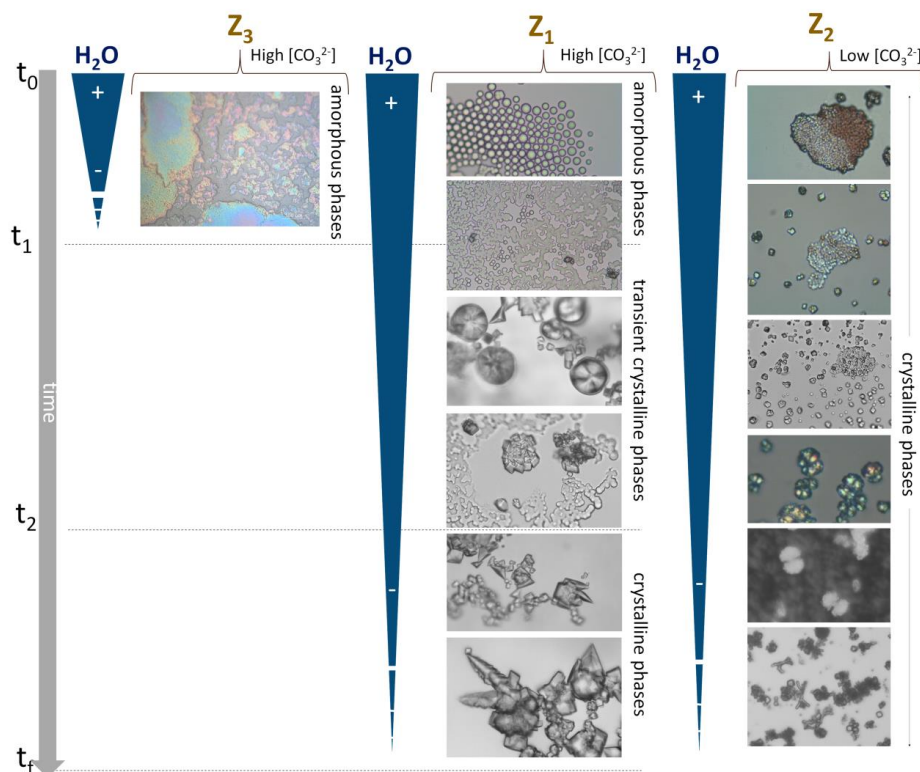 Z₃
Z₁
Z₂
H₂O
High [CO₃²⁻]
H₂O
High [CO₃²⁻]
H₂O
Low [CO₃²⁻]
t₀
+
-
amorphous phases
+
amorphous phases
+
t₁
time
transient crystalline phases
crystalline phases
t₂
-
crystalline phases
-
t_f